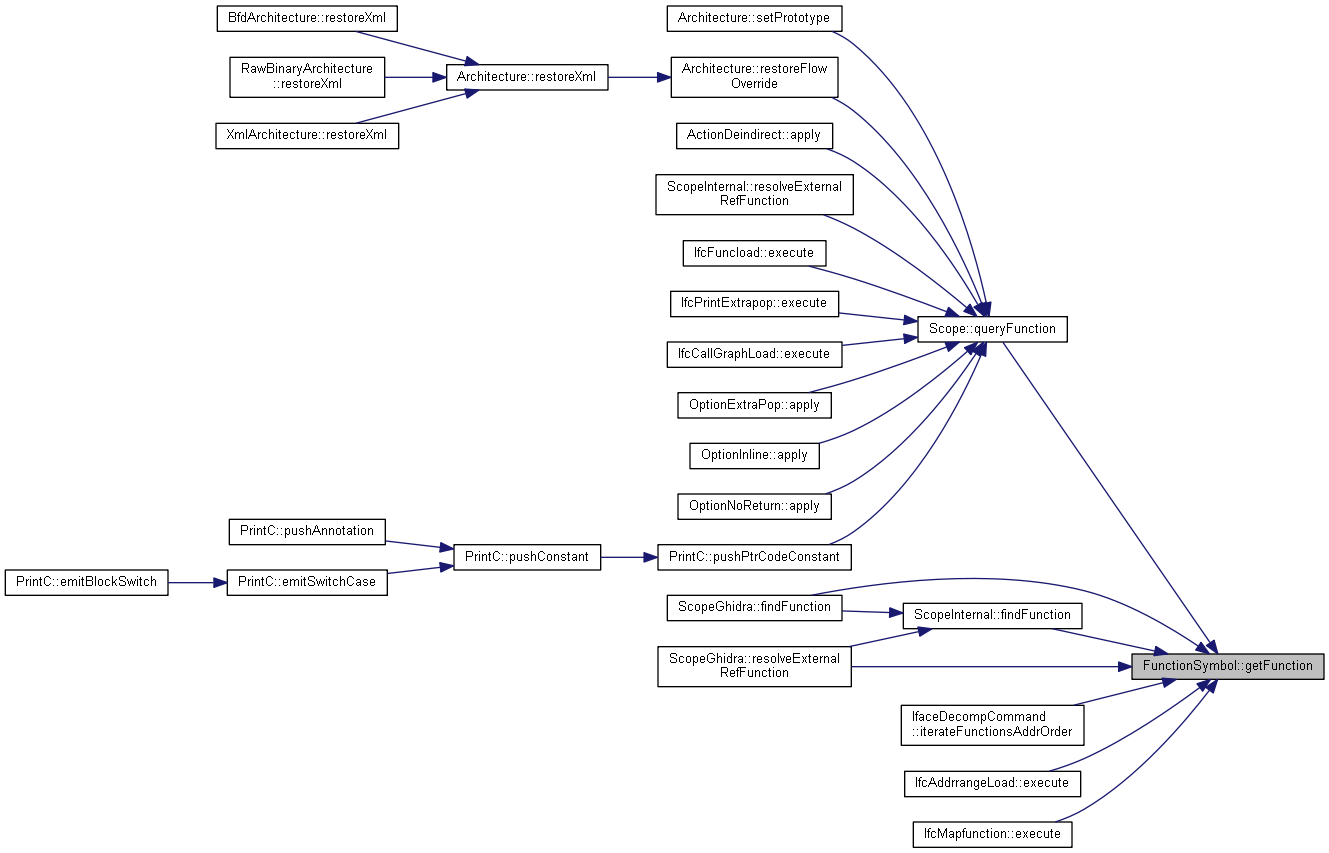 BfdArchitecture::restoreXml
Architecture::setPrototype
RawBinaryArchitecture
::restoreXml
Architecture::restoreXml
Architecture::restoreFlow
Override
XmlArchitecture::restoreXml
ActionDeindirect::apply
ScopeInternal::resolveExternal
RefFunction
IfcFuncload::execute
IfcPrintExtrapop::execute
Scope::queryFunction
IfcCallGraphLoad::execute
OptionExtraPop::apply
OptionInline::apply
OptionNoReturn::apply
PrintC::pushAnnotation
PrintC::pushConstant
PrintC::pushPtrCodeConstant
PrintC::emitBlockSwitch
PrintC::emitSwitchCase
ScopeGhidra::findFunction
ScopeInternal::findFunction
ScopeGhidra::resolveExternal
RefFunction
FunctionSymbol::getFunction
IfaceDecompCommand
::iterateFunctionsAddrOrder
IfcAddrrangeLoad::execute
IfcMapfunction::execute